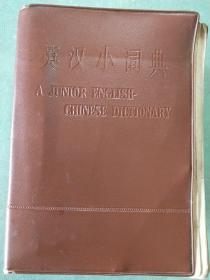 英汉小词典
A JUNIOR ENGLISH-
CHINESE DICTIONARY